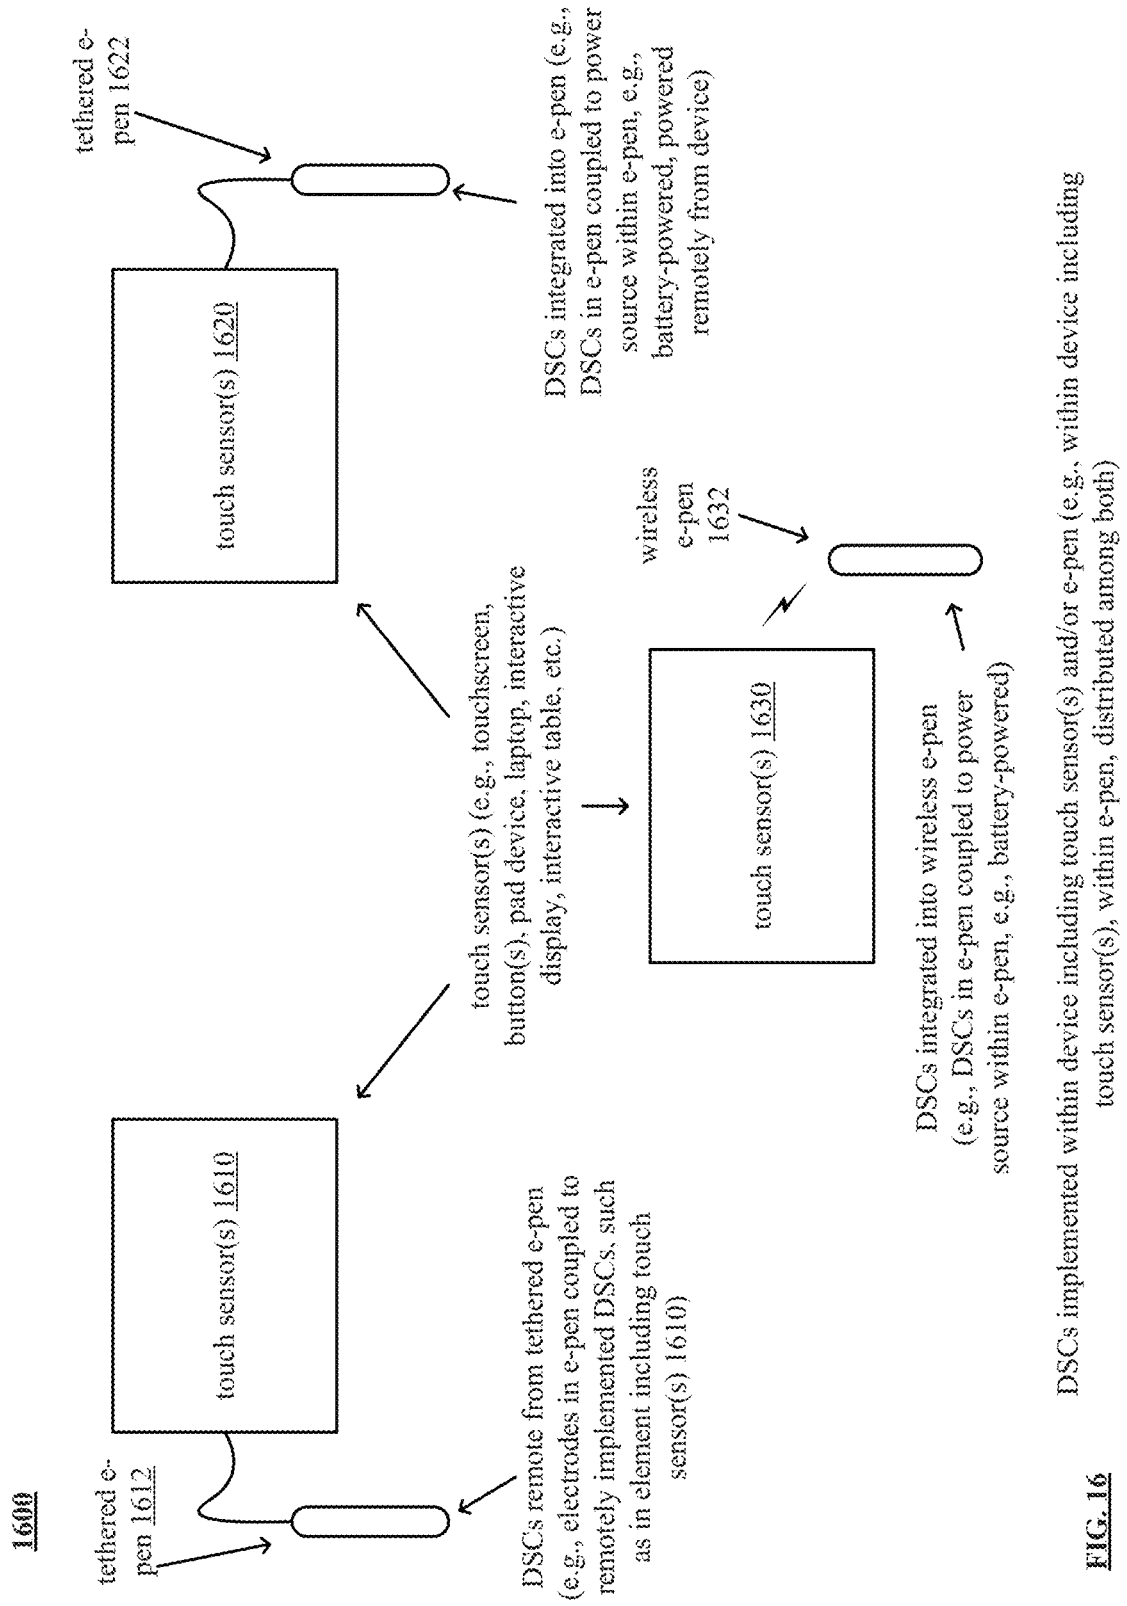 1600
tethered e-
pen 1612
touch sensor(s) 1610
DSCs remote from tethered e-pen
(e.g., electrodes in e-pen coupled to
remotely implemented DSCs, such
as in element including touch
sensor(s) 1610)
touch sensor(s) (e.g., touchscreen,
button(s), pad device, laptop, interactive
display, interactive table, etc.)
touch sensor(s) 1620
tethered e-
pen 1622
DSCs integrated into e-pen (e.g.,
DSCs in e-pen coupled to power
source within e-pen, e.g.,
battery-powered, powered
remotely from device)
touch sensor(s) 1630
wireless
e-pen
1632
DSCs integrated into wireless e-pen
(e.g., DSCs in e-pen coupled to power
source within e-pen, e.g., battery-powered)
DSCs implemented within device including touch sensor(s) and/or e-pen (e.g., within device including
touch sensor(s), within e-pen, distributed among both)
FIG. 16